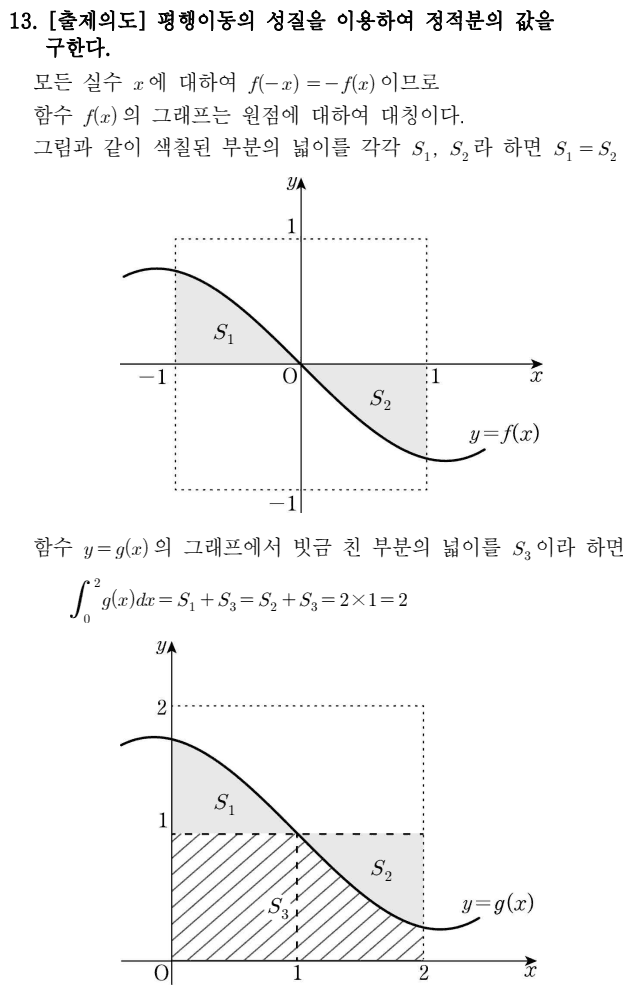 13. [출제의도] 평행이동의 성질을 이용하여 정적분의 값을
구한다.
모든 실수 x에 대하여 f(−x)=−f(x)이므로
함수 f(x)의 그래프는 원점에 대하여 대칭이다.
그림과 같이 색칠된 부분의 넓이를 각각 S₁, S₂라 하면 S₁=S₂
y
1
S₁
−1
O
1
x
S₂
y=f(x)
−1
함수 y=g(x)의 그래프에서 빗금 친 부분의 넓이를 S₃이라 하면
∫₀² g(x)dx=S₁+S₃=S₂+S₃=2×1=2
y
2
S₁
1
S₂
S₃
y=g(x)
O
1
2
x